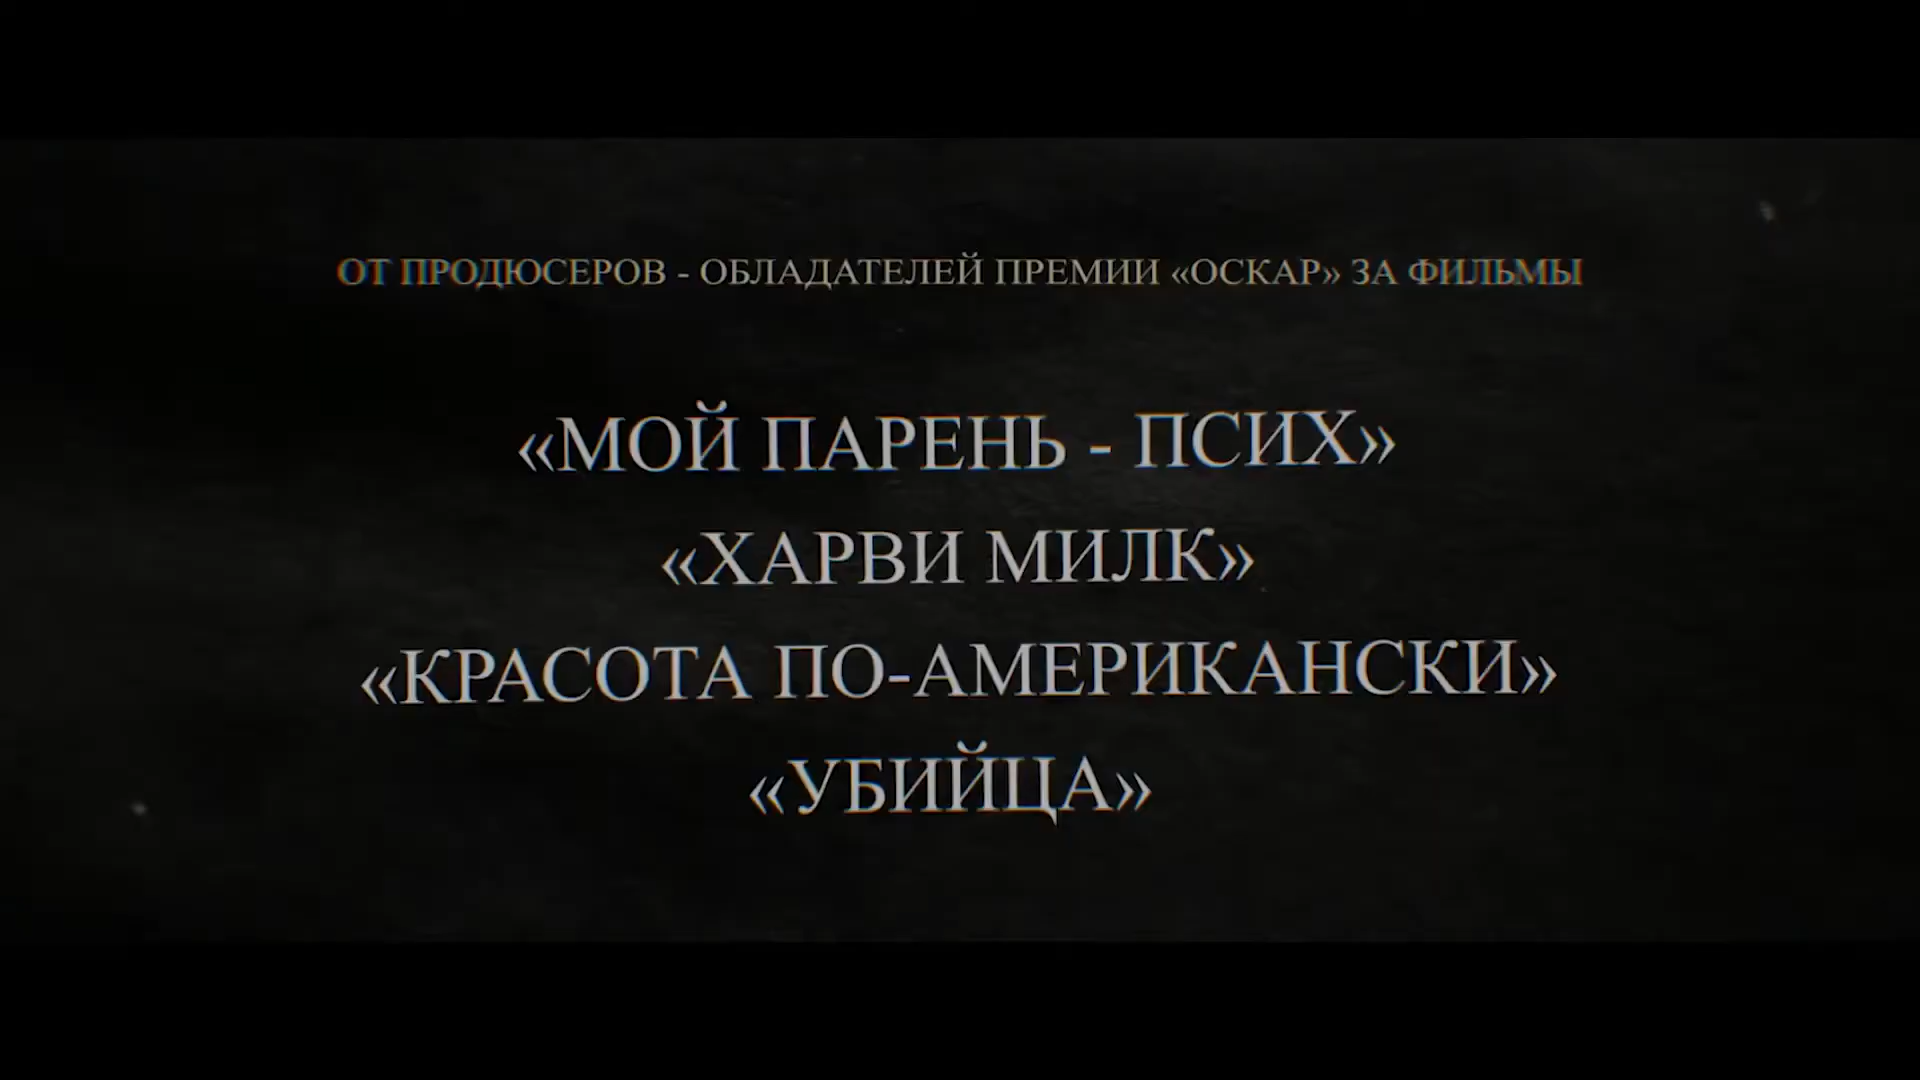 ОТ ПРОДЮСЕРОВ - ОБЛАДАТЕЛЕЙ ПРЕМИИ «ОСКАР» ЗА ФИЛЬМЫ
«МОЙ ПАРЕНЬ - ПСИХ»
«ХАРВИ МИЛК»
«КРАСОТА ПО-АМЕРИКАНСКИ»
«УБИЙЦА»